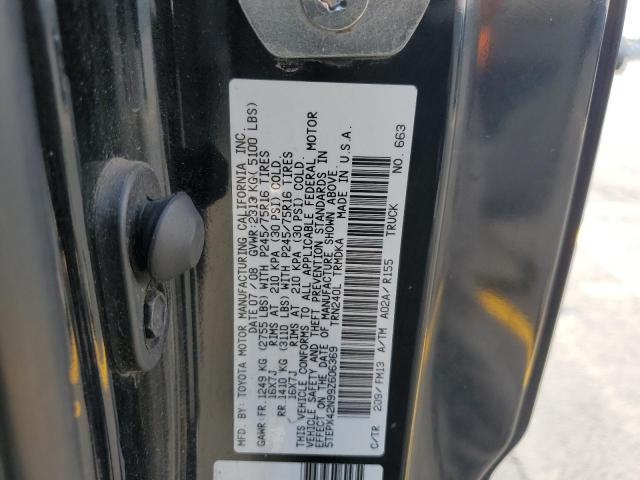 MFD. BY: TOYOTA MOTOR MANUFACTURING CALIFORNIA INC.
DATE: 07/08 GVWR: 2313 KG( 5100 LBS)
GAWR: FR. 1249 KG (2755 LBS) WITH P245/75R16 TIRES
16X7J RIMS AT 210 KPA (30 PSI) COLD.
RR. 1410 KG (3110 LBS) WITH P245/75R16 TIRES
16X7J RIMS AT 210 KPA (30 PSI) COLD.
THIS VEHICLE CONFORMS TO ALL APPLICABLE FEDERAL MOTOR
VEHICLE SAFETY AND THEFT PREVENTION STANDARDS IN
EFFECT ON THE DATE OF MANUFACTURE SHOWN ABOVE.
5TEPX42N99Z606369 TRN240L TRMDKA MADE IN U.S.A.
C/TR 209/FM13 A/TM A02A/R155 TRUCK NO. 663